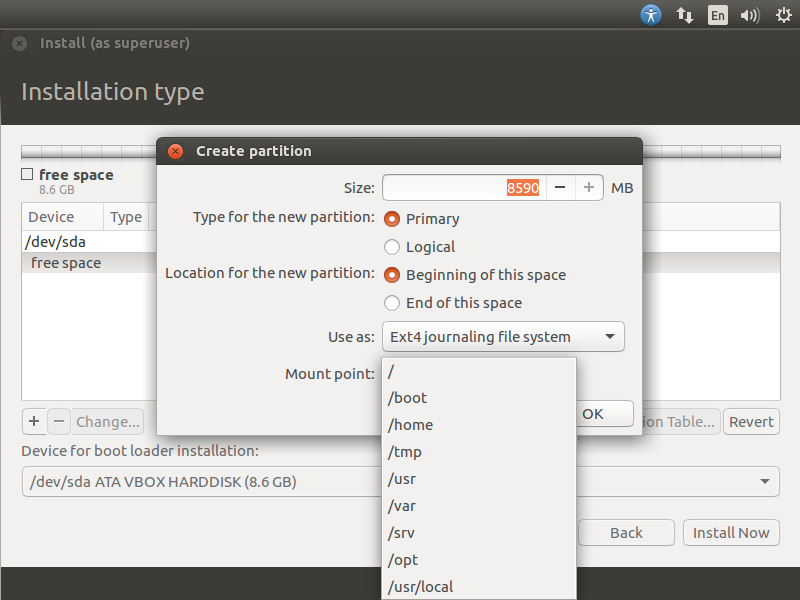 En
Install (as superuser)
Installation type
Create partition
free space
8.6 GB
Size: 8590 MB
Device Type
Type for the new partition: Primary
/dev/sda
Logical
free space
Location for the new partition: Beginning of this space
End of this space
Use as: Ext4 journaling file system
Mount point:
/
/boot
/home
/tmp
/usr
/var
/srv
/opt
/usr/local
OK
+ − Change... ion Table... Revert
Device for boot loader installation:
/dev/sda ATA VBOX HARDDISK (8.6 GB)
Back Install Now